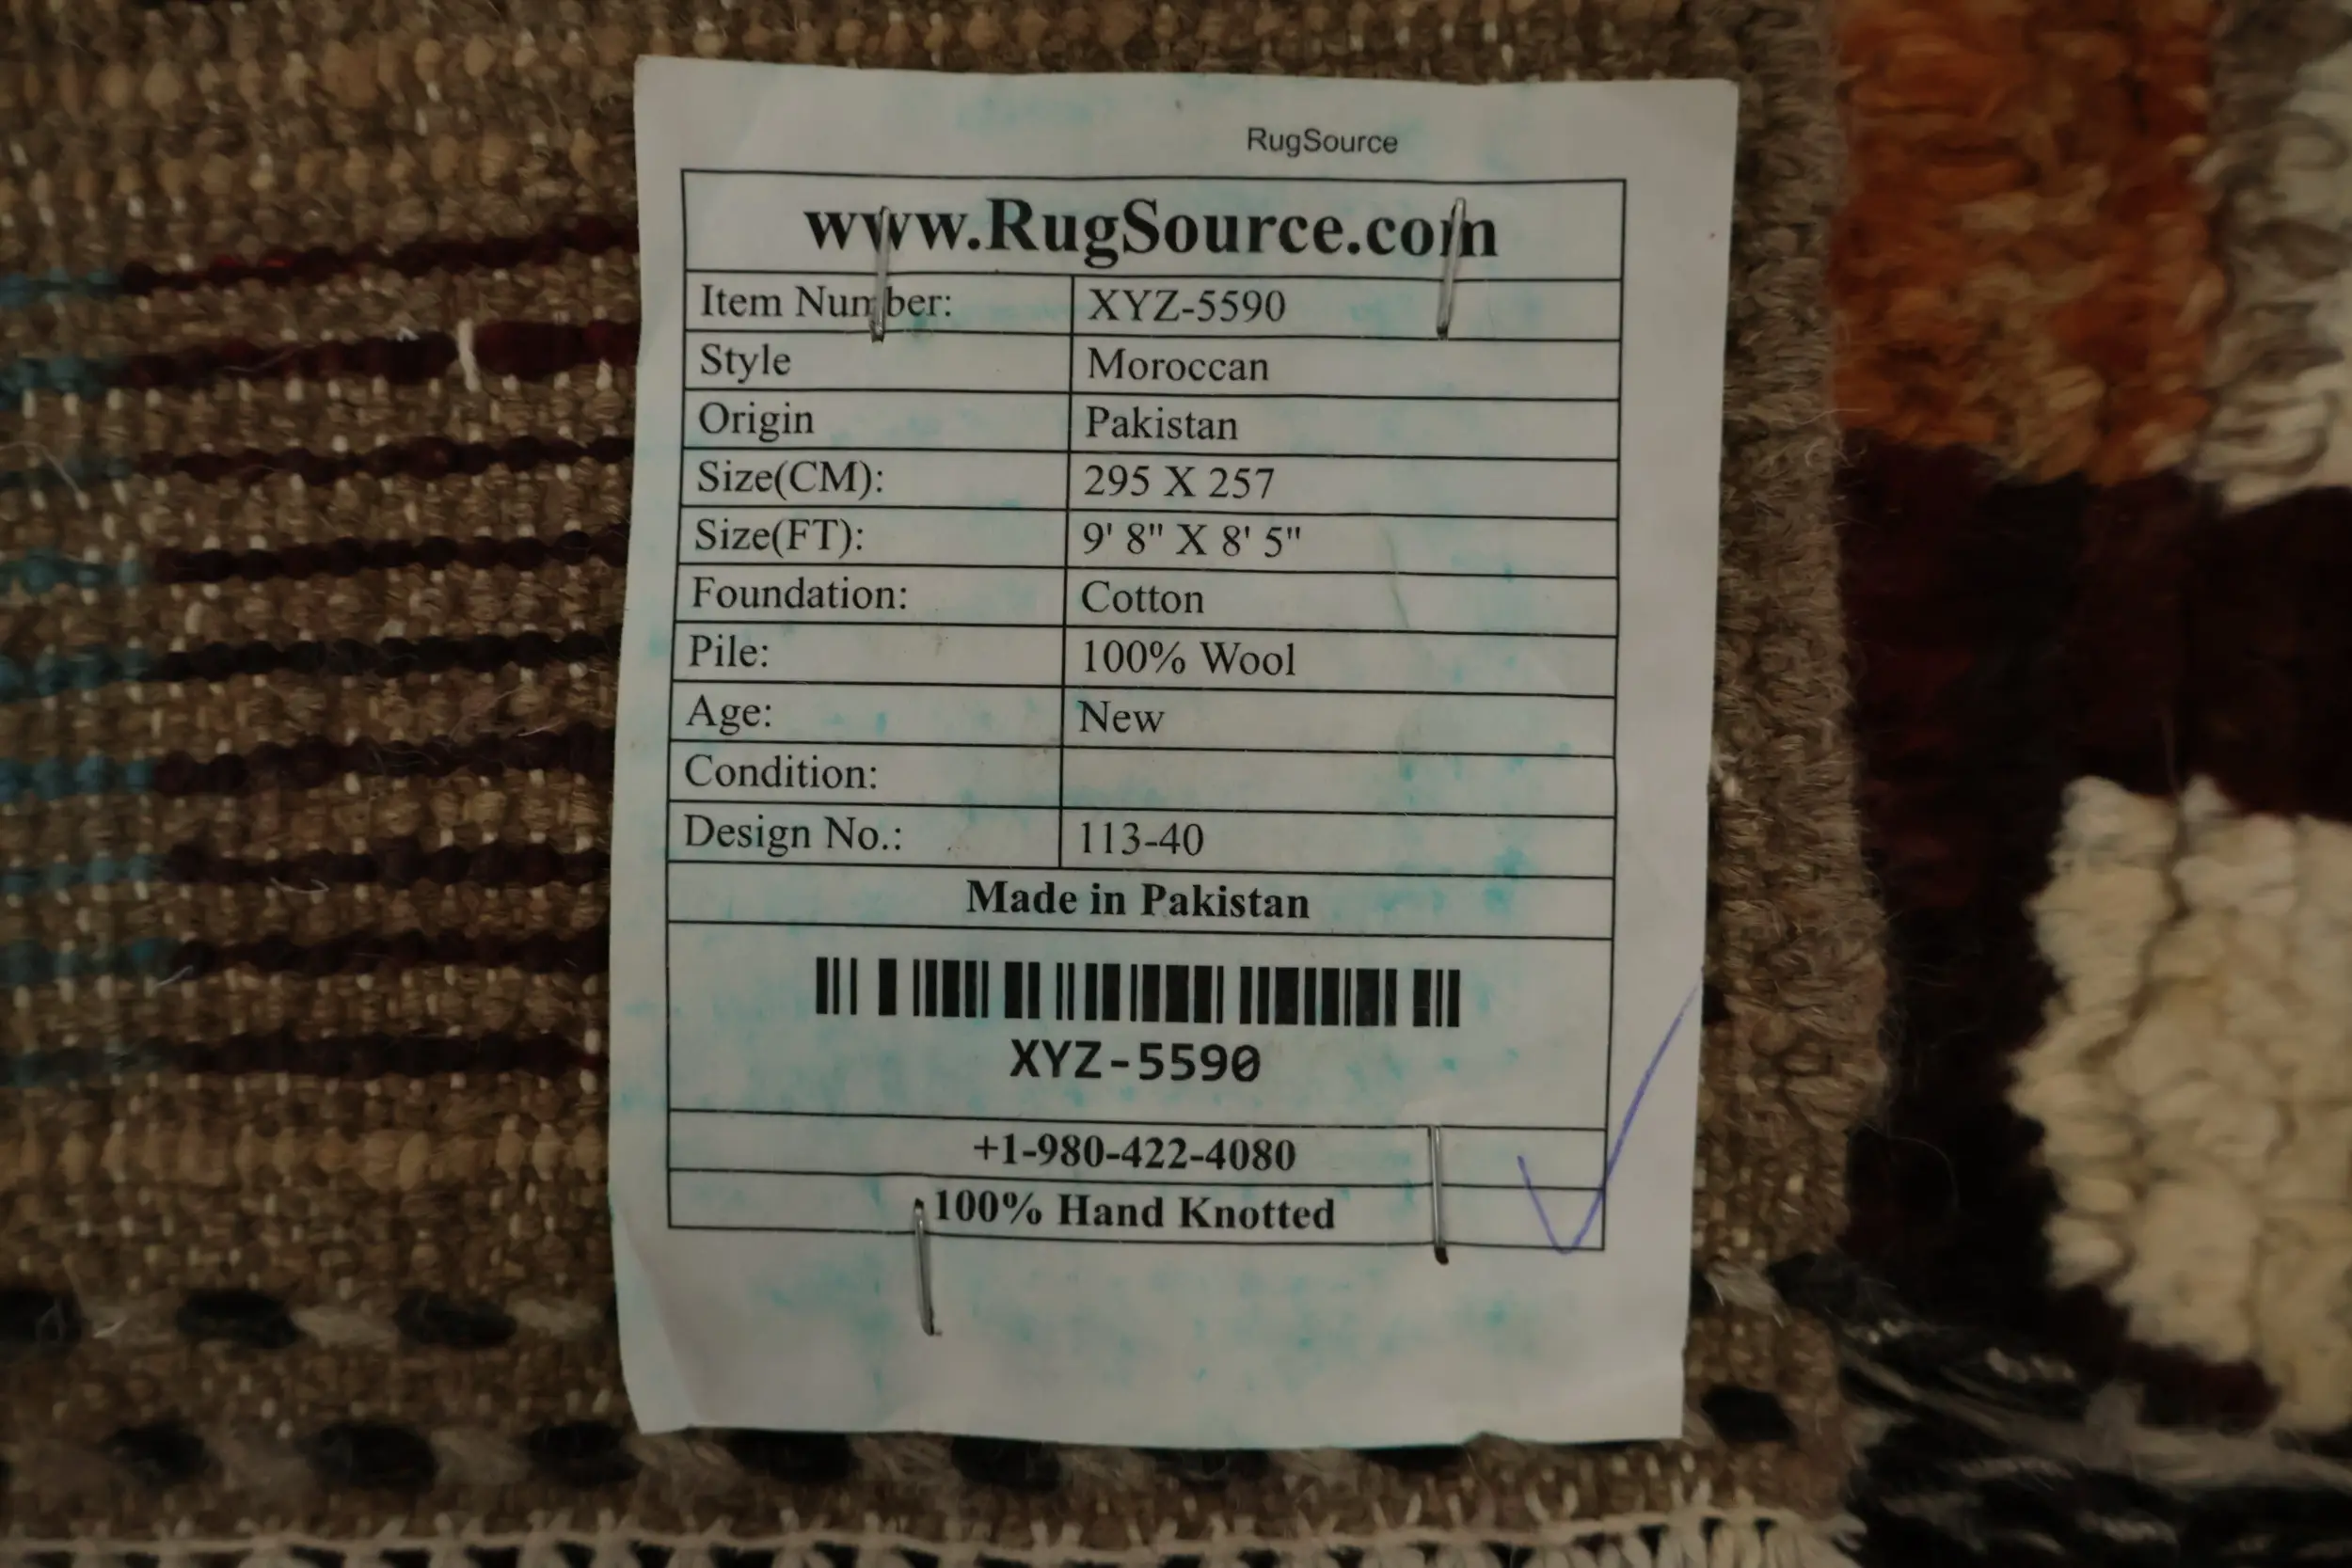 RugSource
www.RugSource.com
Item Number: XYZ-5590
Style Moroccan
Origin Pakistan
Size(CM): 295 X 257
Size(FT): 9' 8" X 8' 5"
Foundation: Cotton
Pile: 100% Wool
Age: New
Condition:
Design No.: 113-40
Made in Pakistan
XYZ-5590
+1-980-422-4080
100% Hand Knotted